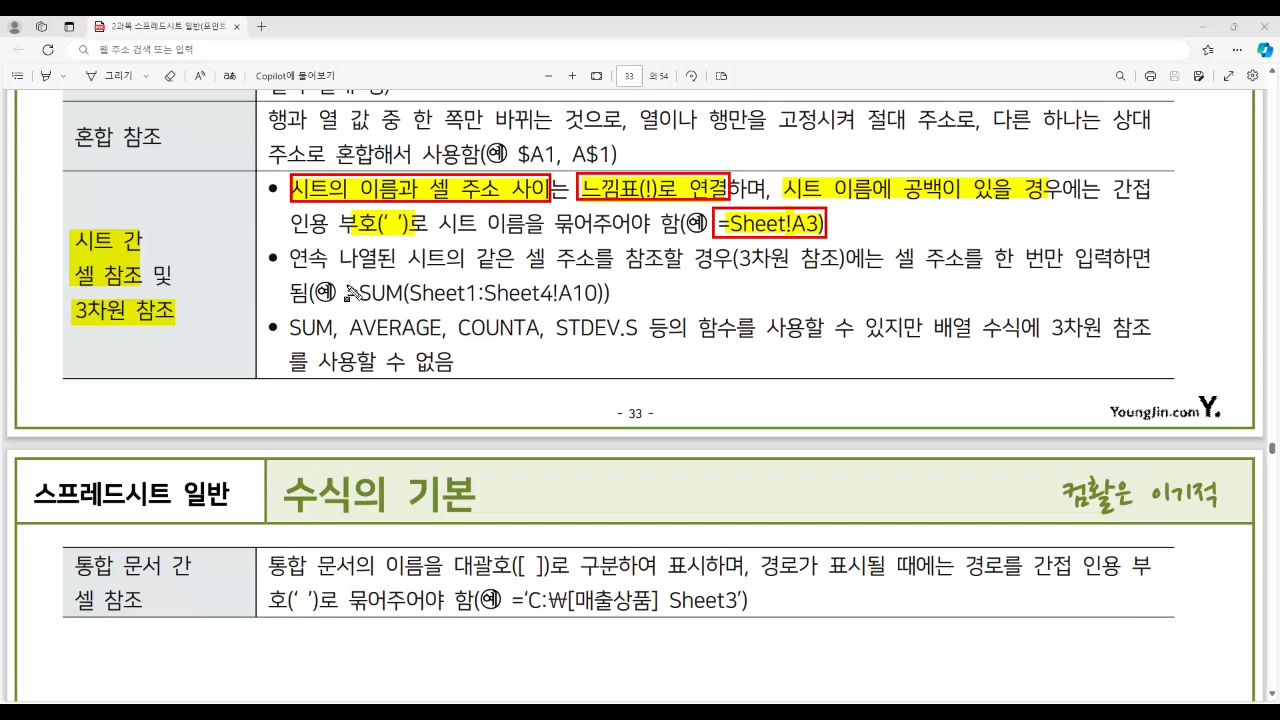 2과목 스프레드시트 일반(포인트
웹 주소 검색 또는 입력
그리기
Copilot에 물어보기
33 의 54
혼합 참조
행과 열 값 중 한 쪽만 바뀌는 것으로, 열이나 행만을 고정시켜 절대 주소로, 다른 하나는 상대
주소로 혼합해서 사용함(예 $A1, A$1)
시트 간
셀 참조 및
3차원 참조
• 시트의 이름과 셀 주소 사이는 느낌표(!)로 연결하며, 시트 이름에 공백이 있을 경우에는 간접
인용 부호(‘ ’)로 시트 이름을 묶어주어야 함(예 =Sheet!A3)
• 연속 나열된 시트의 같은 셀 주소를 참조할 경우(3차원 참조)에는 셀 주소를 한 번만 입력하면
됨(예 SUM(Sheet1:Sheet4!A10))
• SUM, AVERAGE, COUNTA, STDEV.S 등의 함수를 사용할 수 있지만 배열 수식에 3차원 참조
를 사용할 수 없음
- 33 -
YoungJin.com Y.
스프레드시트 일반
수식의 기본
컴활은 이기적
통합 문서 간
셀 참조
통합 문서의 이름을 대괄호([ ])로 구분하여 표시하며, 경로가 표시될 때에는 경로를 간접 인용 부
호(‘ ’)로 묶어주어야 함(예 =‘C:₩[매출상품] Sheet3’)